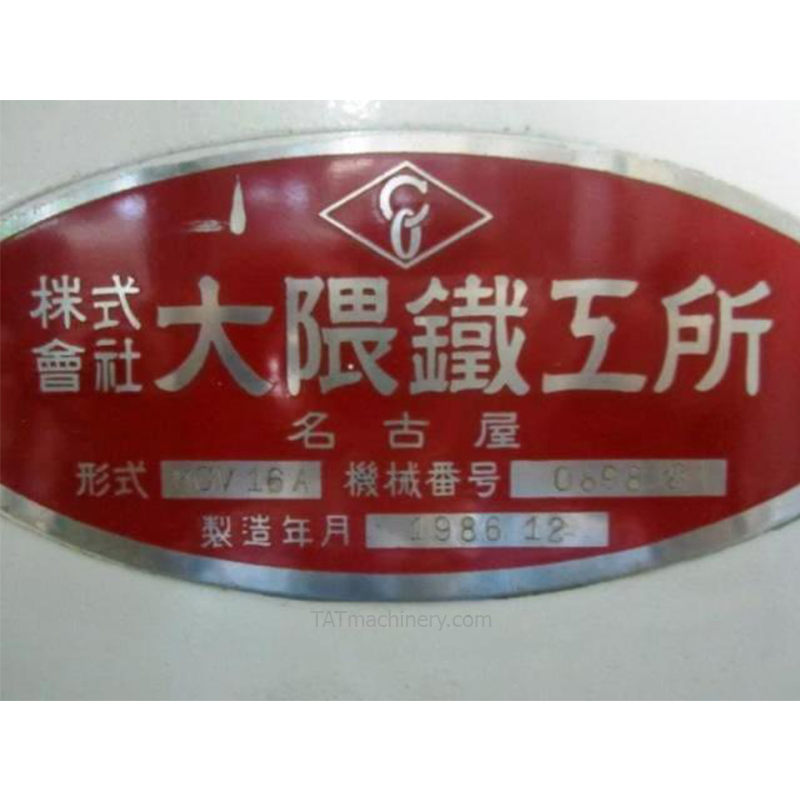 株式會社 大隈鐵工所
名古屋
形式 機械番号
製造年月 1986 12
TATmachinery.com